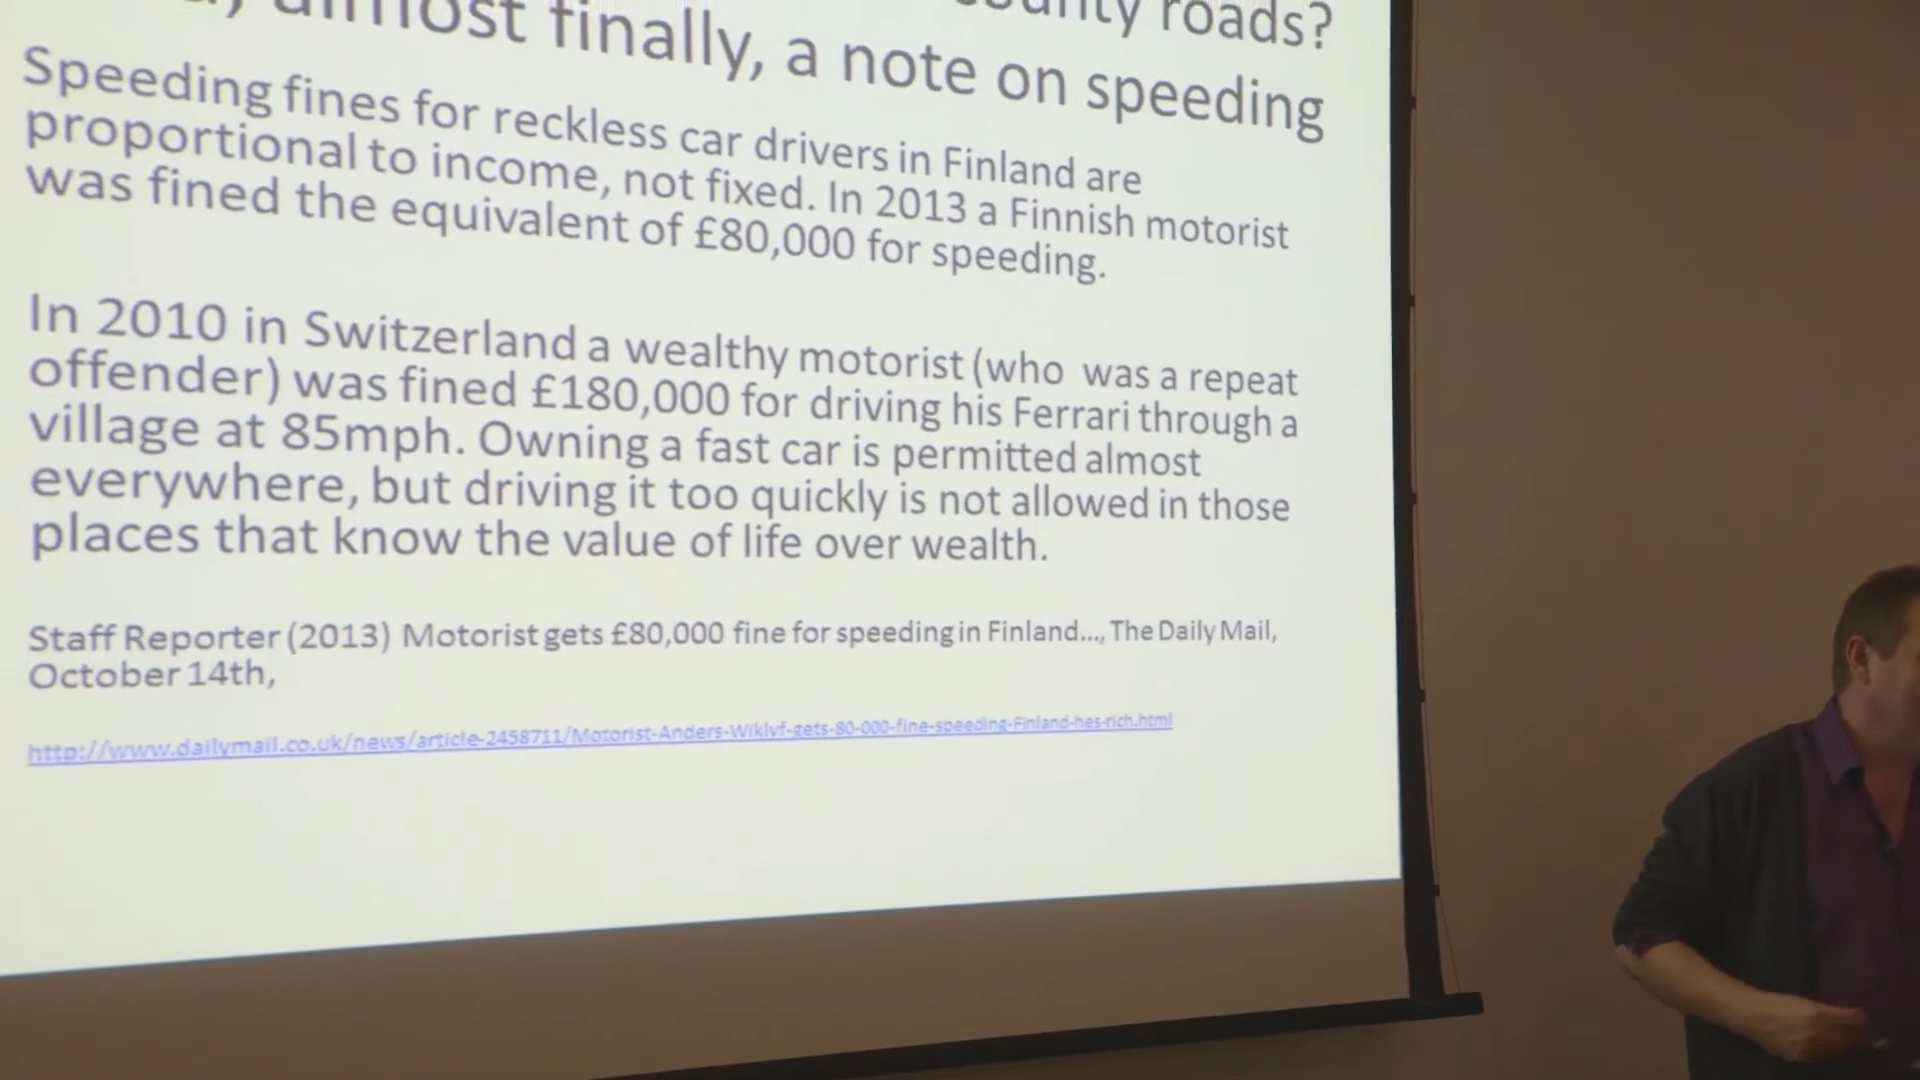 roads?
finally, a note on speeding
Speeding fines for reckless car drivers in Finland are
proportional to income, not fixed. In 2013 a Finnish motorist
was fined the equivalent of £80,000 for speeding.
In 2010 in Switzerland a wealthy motorist (who was a repeat
offender) was fined £180,000 for driving his Ferrari through a
village at 85mph. Owning a fast car is permitted almost
everywhere, but driving it too quickly is not allowed in those
places that know the value of life over wealth.
Staff Reporter (2013) Motorist gets £80,000 fine for speeding in Finland..., The Daily Mail,
October 14th,
http://www.dailymail.co.uk/news/article-2458711/Motorist-Anders-Wiklvf-gets-80-000-fine-speeding-Finland-hes-rich.html